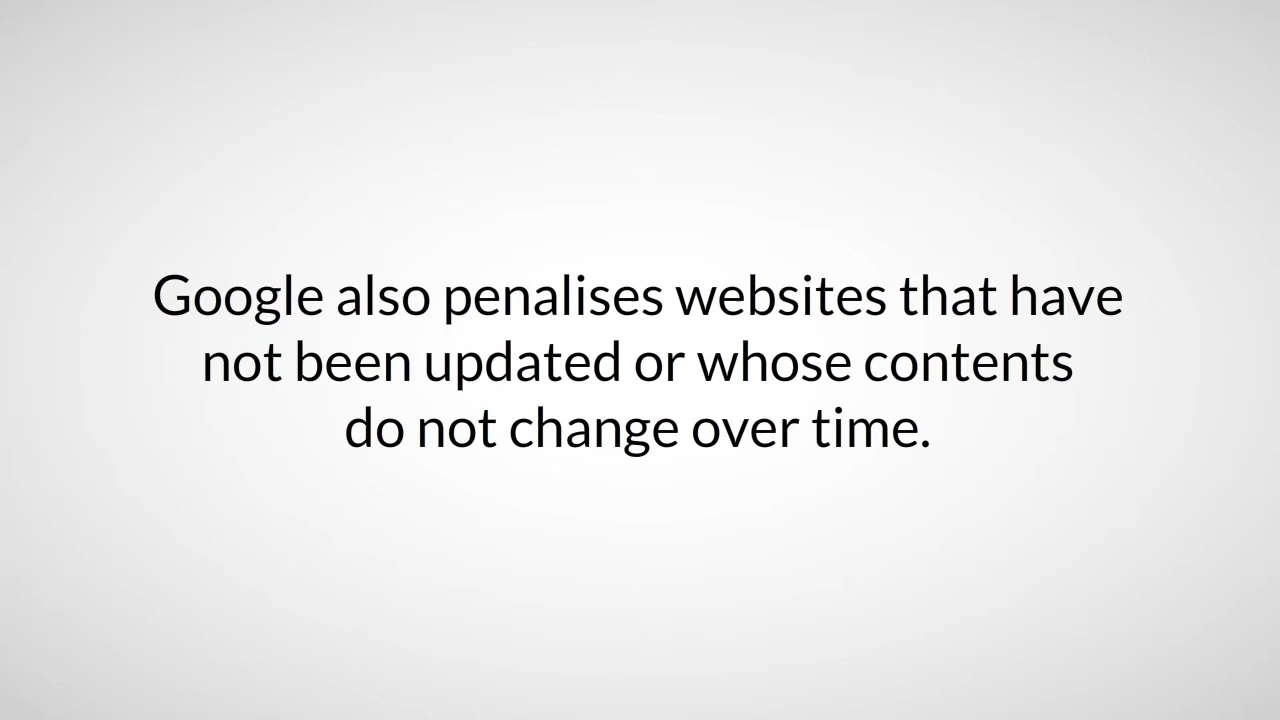 Google also penalises websites that have
not been updated or whose contents
do not change over time.